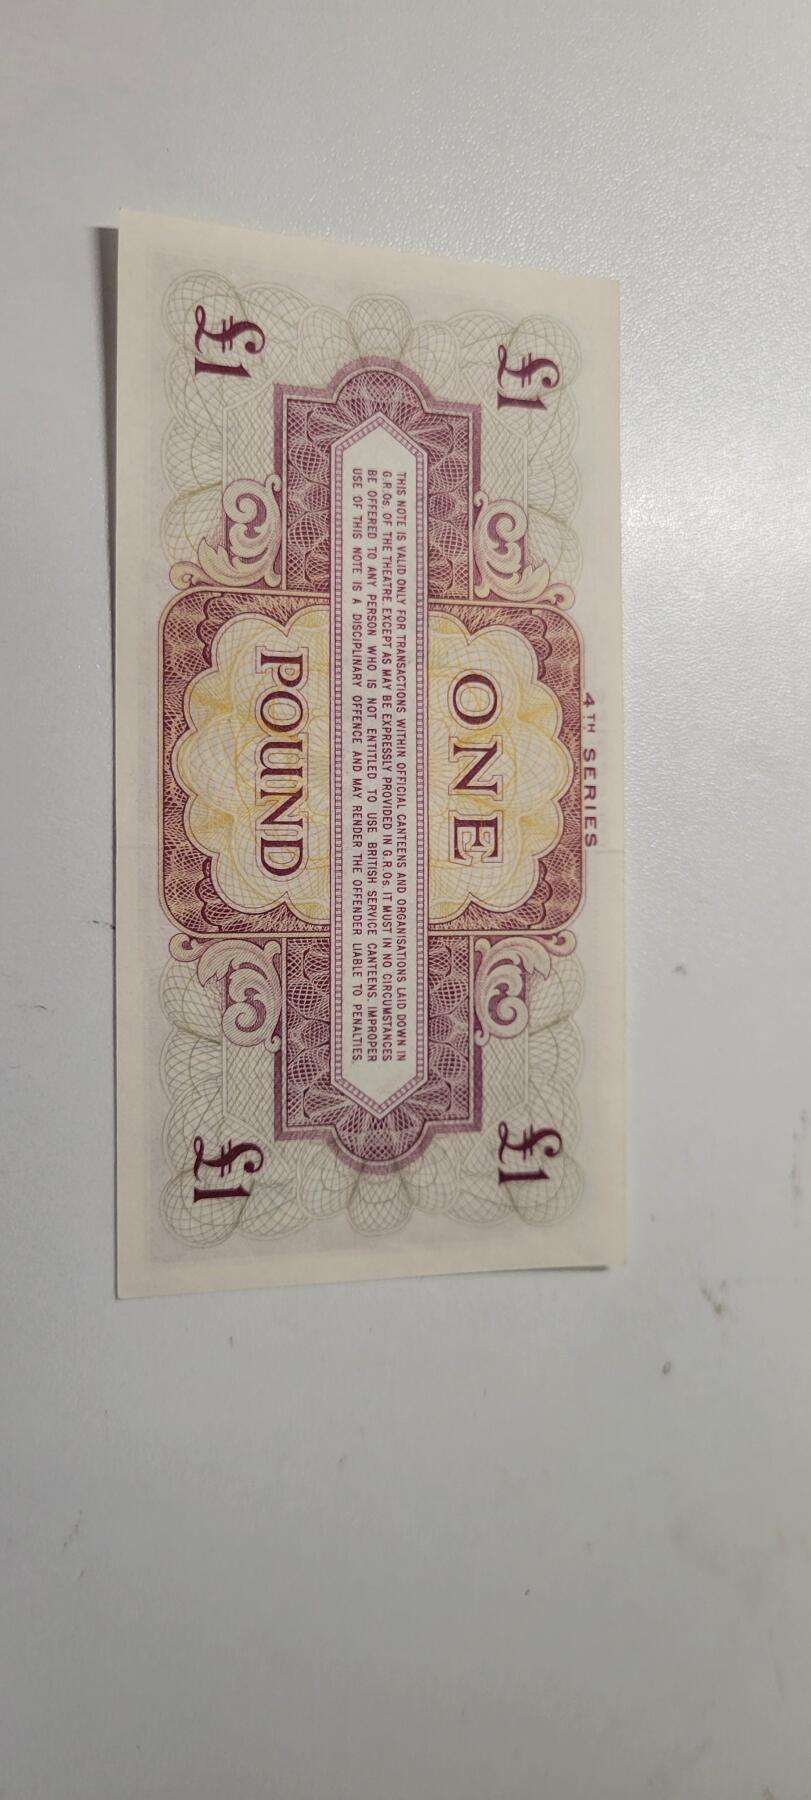 4TH SERIES
£1
£1
ONE
THIS NOTE IS VALID ONLY FOR TRANSACTIONS WITHIN OFFICIAL CANTEENS AND ORGANISATIONS LAID DOWN IN
G.R.Os OF THE THEATRE EXCEPT AS MAY BE EXPRESSLY PROVIDED IN G.R.Os. IT MUST IN NO CIRCUMSTANCES
BE OFFERED TO ANY PERSON WHO IS NOT ENTITLED TO USE BRITISH SERVICE CANTEENS. IMPROPER
USE OF THIS NOTE IS A DISCIPLINARY OFFENCE AND MAY RENDER THE OFFENDER LIABLE TO PENALTIES.
POUND
£1
£1